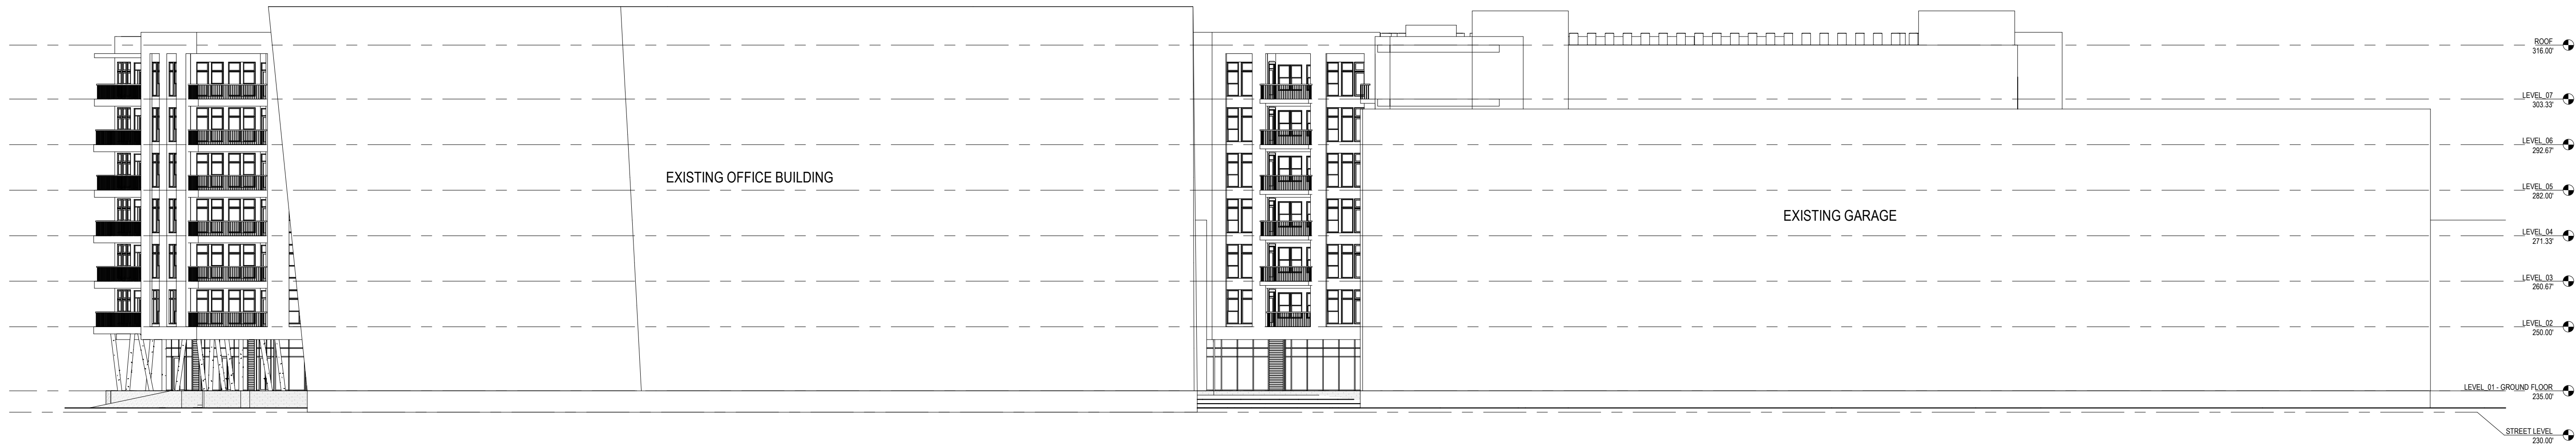 ROOF
316.00'
LEVEL_07
303.33'
LEVEL_06
292.67'
EXISTING OFFICE BUILDING
LEVEL_05
282.00'
EXISTING GARAGE
LEVEL_04
271.33'
LEVEL_03
260.67'
LEVEL_02
250.00'
LEVEL_01 - GROUND FLOOR
235.00'
STREET LEVEL
230.00'